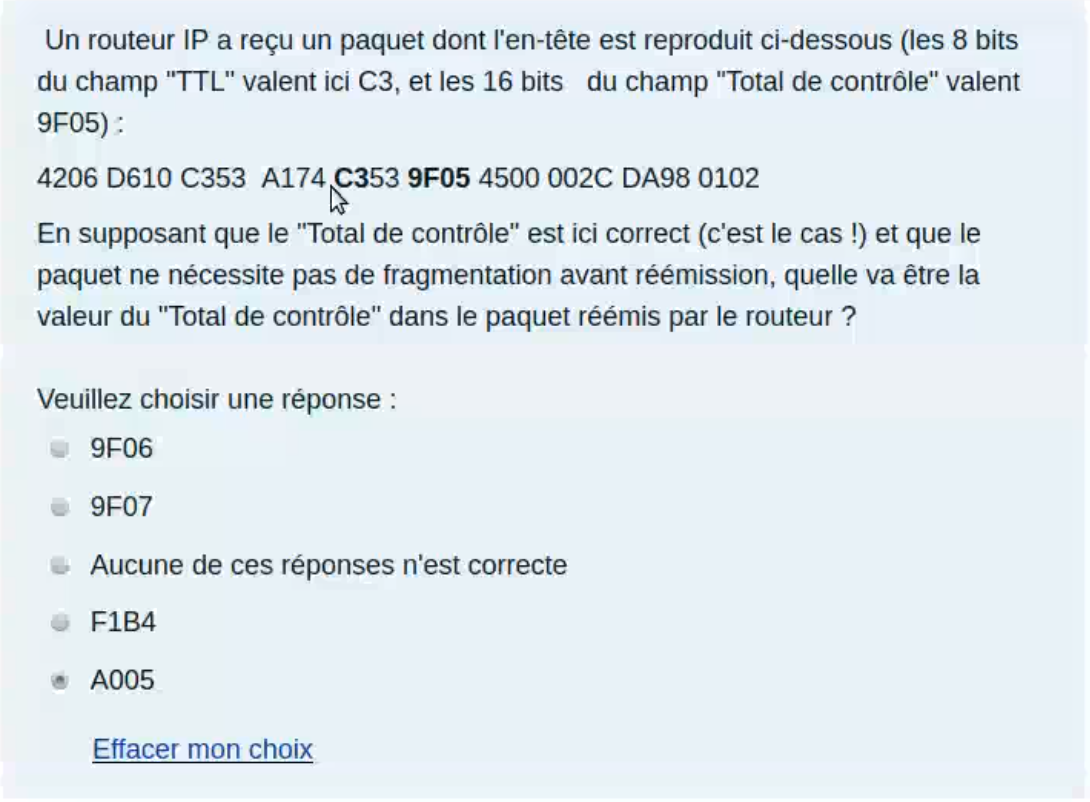 Un routeur IP a reçu un paquet dont l'en-tête est reproduit ci-dessous (les 8 bits
du champ "TTL" valent ici C3, et les 16 bits du champ "Total de contrôle" valent
9F05) :
4206 D610 C353 A174 C353 9F05 4500 002C DA98 0102
En supposant que le "Total de contrôle" est ici correct (c'est le cas !) et que le
paquet ne nécessite pas de fragmentation avant réémission, quelle va être la
valeur du "Total de contrôle" dans le paquet réémis par le routeur ?
Veuillez choisir une réponse :
9F06
9F07
Aucune de ces réponses n'est correcte
F1B4
A005
Effacer mon choix